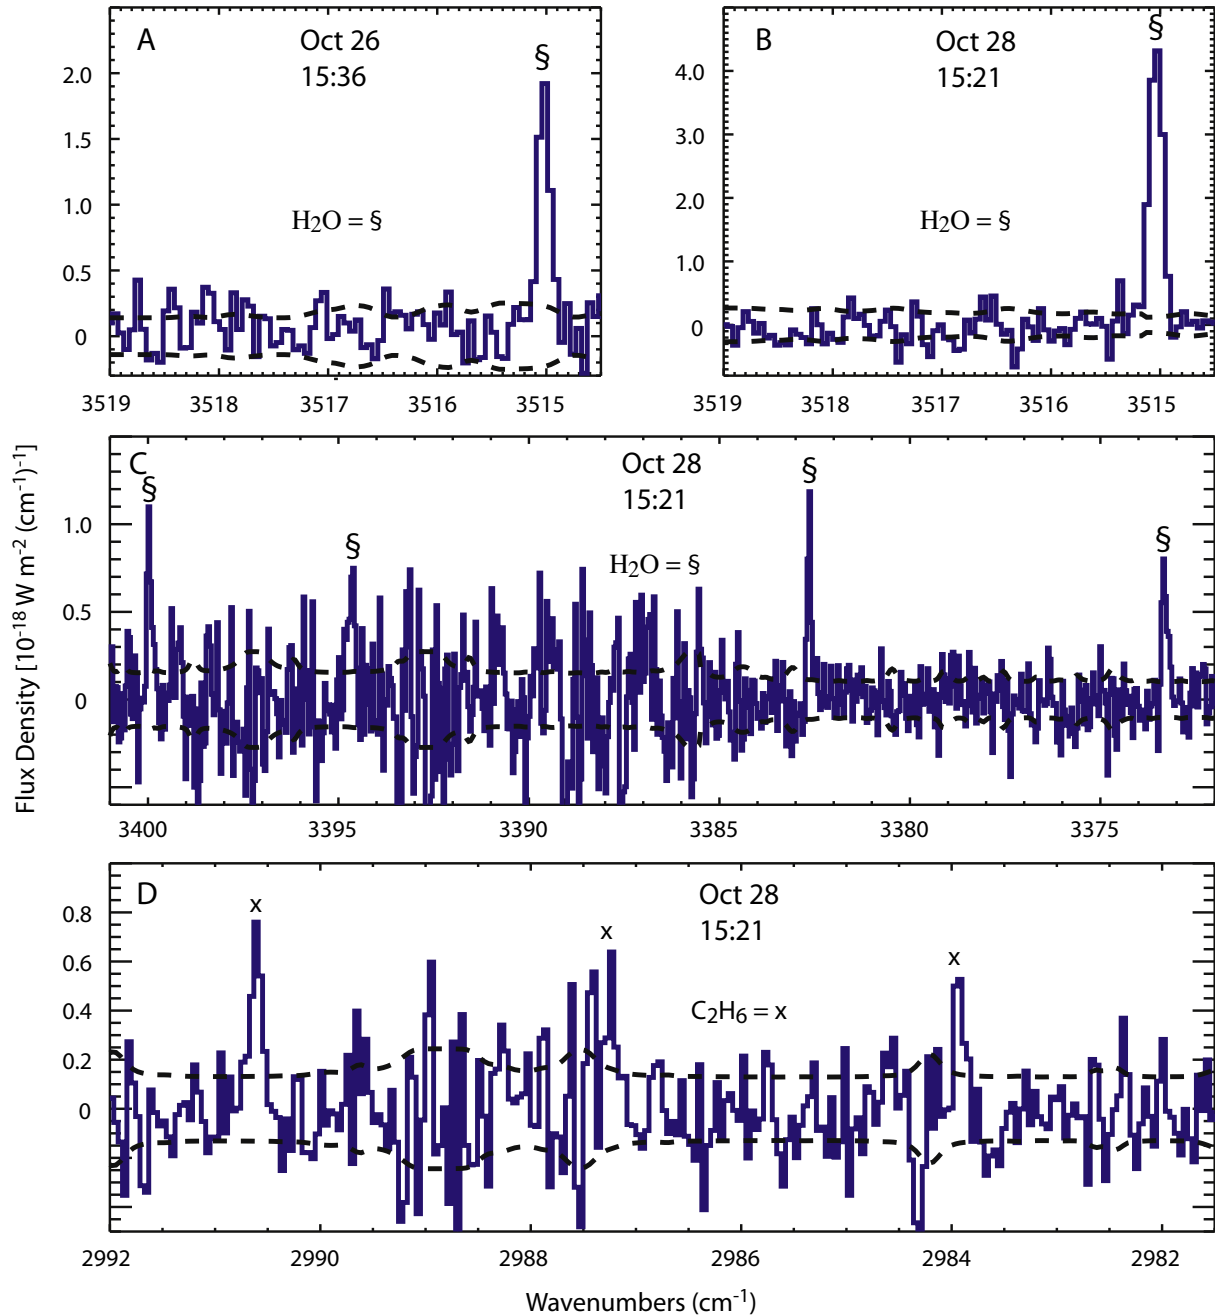 A
Oct 26
15:36
§
H₂O = §
2.0
1.5
1.0
0.5
0
3519
3518
3517
3516
3515
B
Oct 28
15:21
§
H₂O = §
4.0
3.0
2.0
1.0
0
3519
3518
3517
3516
3515
C
Oct 28
15:21
§
§
§
§
H₂O = §
1.0
0.5
0
3400
3395
3390
3385
3380
3375
D
Oct 28
15:21
x
x
x
C₂H₆ = x
0.8
0.6
0.4
0.2
0
2992
2990
2988
2986
2984
2982
Flux Density [10⁻¹⁸ W m⁻² (cm⁻¹)⁻¹]
Wavenumbers (cm⁻¹)